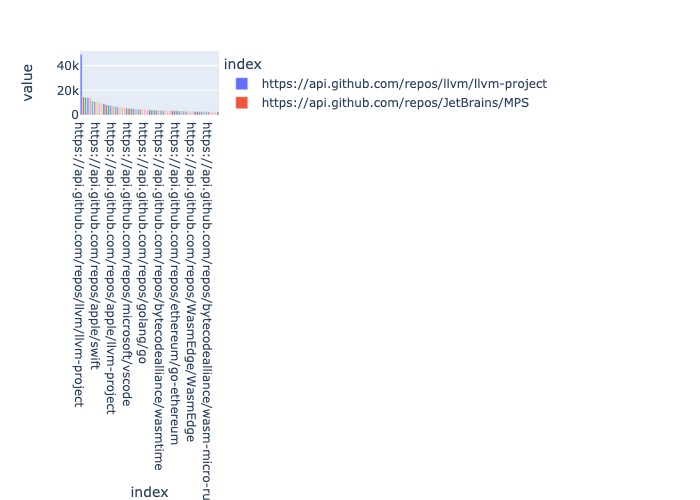 value
40k
20k
0
https://api.github.com/repos/llvm/llvm-project
https://api.github.com/repos/apple/swift
https://api.github.com/repos/apple/llvm-project
https://api.github.com/repos/microsoft/vscode
https://api.github.com/repos/golang/go
https://api.github.com/repos/bytecodealliance/wasmtime
https://api.github.com/repos/ethereum/go-ethereum
https://api.github.com/repos/WasmEdge/WasmEdge
https://api.github.com/repos/bytecodealliance/wasm-micro-ru
index
index
https://api.github.com/repos/llvm/llvm-project
https://api.github.com/repos/JetBrains/MPS